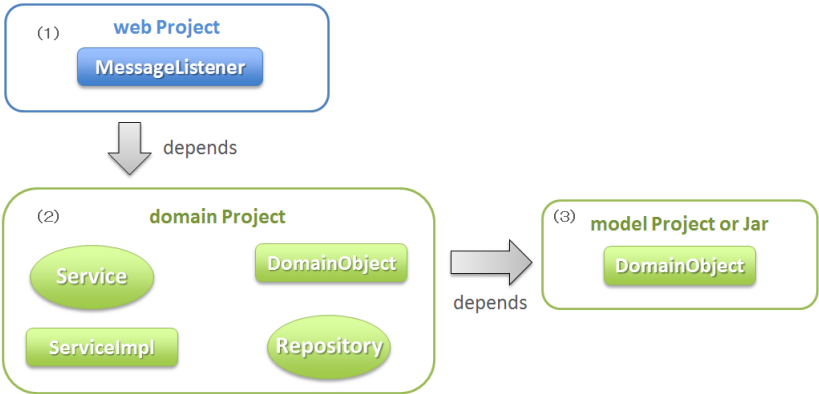 (1)
web Project
MessageListener
depends
(2)
domain Project
Service
DomainObject
ServiceImpl
Repository
depends
(3)
model Project or Jar
DomainObject